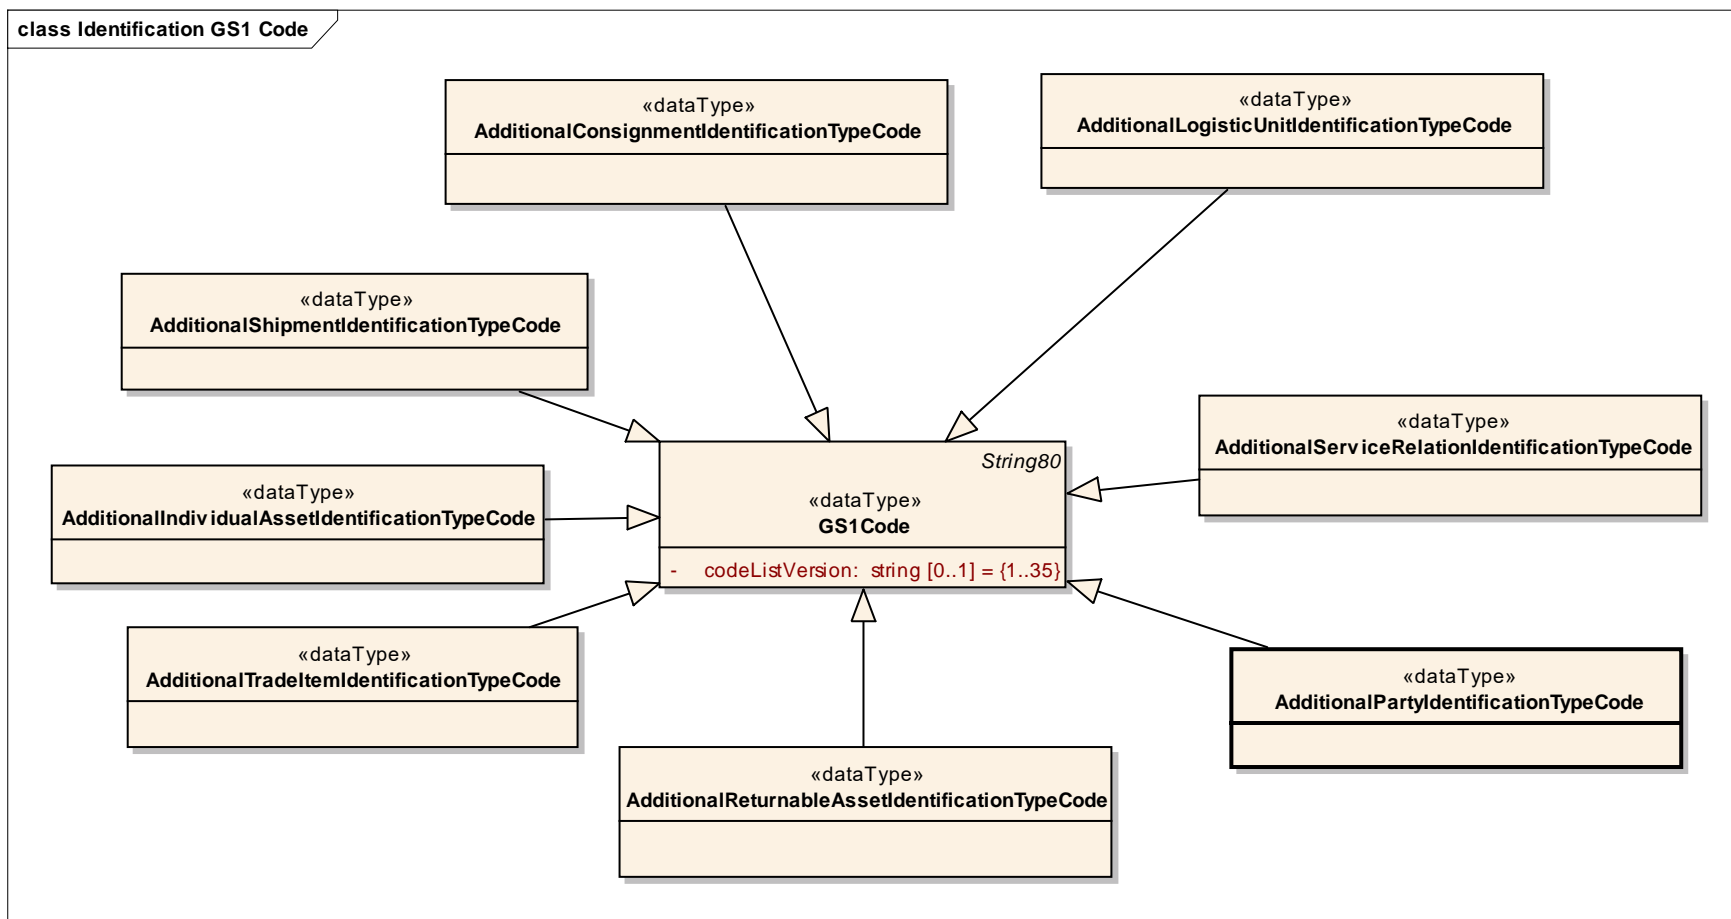 class Identification GS1 Code
«dataType»
AdditionalConsignmentIdentificationTypeCode
«dataType»
AdditionalLogisticUnitIdentificationTypeCode
«dataType»
AdditionalShipmentIdentificationTypeCode
«dataType»
AdditionalServiceRelationIdentificationTypeCode
String80
«dataType»
GS1Code
- codeListVersion: string [0..1] = {1..35}
«dataType»
AdditionalIndividualAssetIdentificationTypeCode
«dataType»
AdditionalTradeItemIdentificationTypeCode
«dataType»
AdditionalPartyIdentificationTypeCode
«dataType»
AdditionalReturnableAssetIdentificationTypeCode